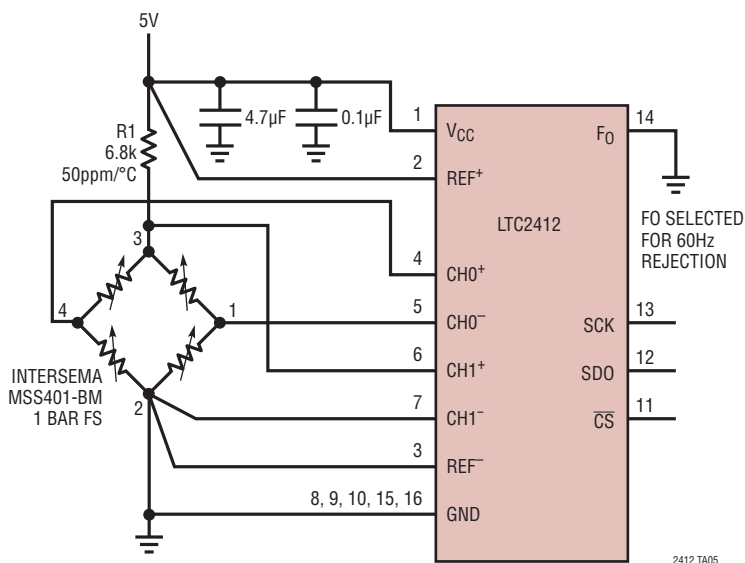 5V
4.7µF
0.1µF
R1
6.8k
50ppm/°C
1
VCC
14
FO
2
REF+
LTC2412
FO SELECTED
FOR 60Hz
REJECTION
3
4
CH0+
4
1
5
CH0–
13
SCK
6
CH1+
12
SDO
INTERSEMA
MSS401-BM
1 BAR FS
2
7
CH1–
11
CS
3
REF–
8, 9, 10, 15, 16
GND
2412 TA05